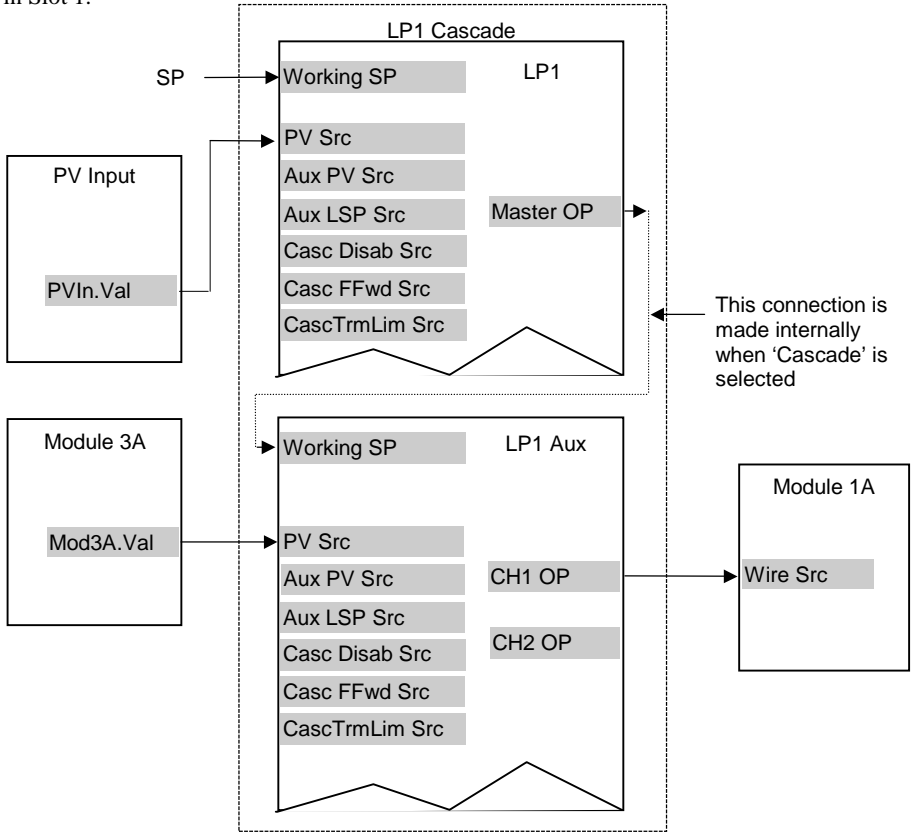 in Slot 1.
LP1 Cascade
SP
Working SP
LP1
PV Src
PV Input
Aux PV Src
Aux LSP Src
Master OP
Casc Disab Src
PVIn.Val
Casc FFwd Src
CascTrmLim Src
This connection is
made internally
when ‘Cascade’ is
selected
Module 3A
Working SP
LP1 Aux
Module 1A
Mod3A.Val
PV Src
Aux PV Src
CH1 OP
Wire Src
Aux LSP Src
CH2 OP
Casc Disab Src
Casc FFwd Src
CascTrmLim Src